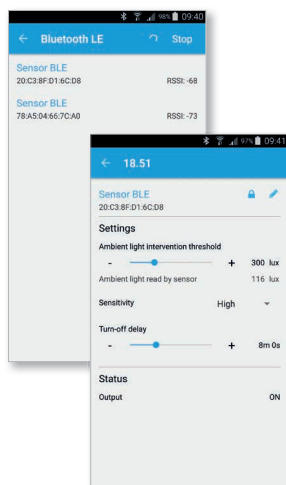 98% 09:40
Bluetooth LE Stop
Sensor BLE
20:C3:8F:D1:6C:D8 RSSI: -68
Sensor BLE
78:A5:04:66:7C:A0 RSSI: -73
97% 09:41
18.51
Sensor BLE
20:C3:8F:D1:6C:D8
Settings
Ambient light intervention threshold
- + 300 lux
Ambient light read by sensor 116 lux
Sensitivity High
Turn-off delay
- + 8m 0s
Status
Output ON